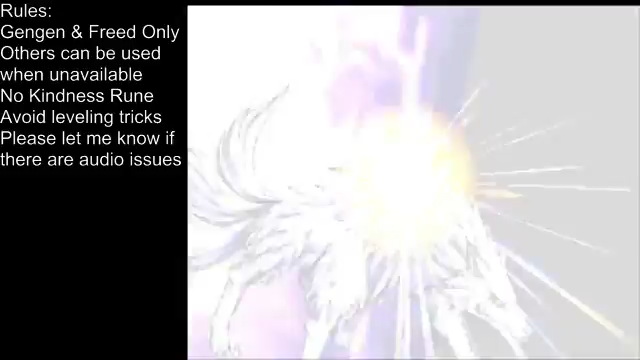 Rules:
Gengen & Freed Only
Others can be used
when unavailable
No Kindness Rune
Avoid leveling tricks
Please let me know if
there are audio issues